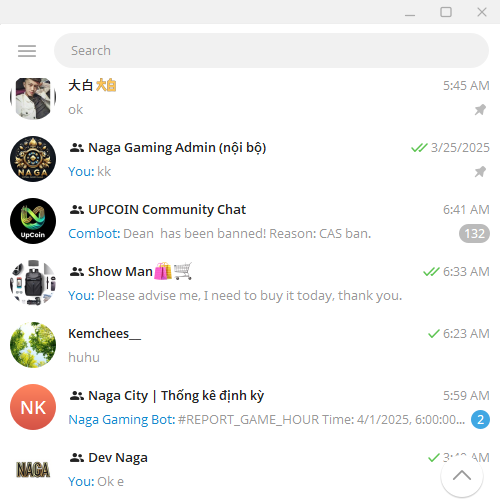 Search
大白大白
5:45 AM
ok
Naga Gaming Admin (nội bộ)
3/25/2025
NAGA
You: kk
UPCOIN Community Chat
6:41 AM
UpCoin
Combot: Dean has been banned! Reason: CAS ban.
132
Show Man
6:33 AM
You: Please advise me, I need to buy it today, thank you.
Kemchees__
6:23 AM
huhu
NK
Naga City | Thống kê định kỳ
5:59 AM
Naga Gaming Bot: #REPORT_GAME_HOUR Time: 4/1/2025, 6:00:00...
2
Dev Naga
NAGA
You: Ok e